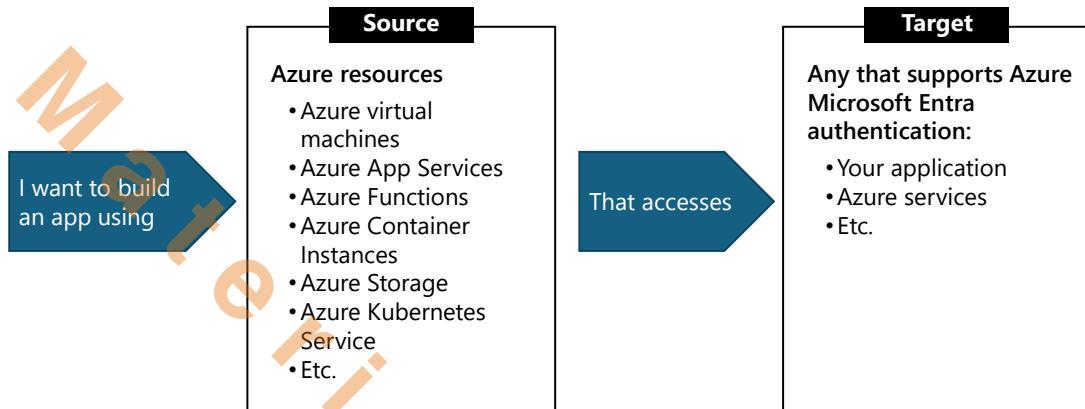 Source
Target
Azure resources
• Azure virtual
machines
• Azure App Services
• Azure Functions
• Azure Container
Instances
• Azure Storage
• Azure Kubernetes
Service
• Etc.
I want to build
an app using
That accesses
Any that supports Azure
Microsoft Entra
authentication:
• Your application
• Azure services
• Etc.
Materi